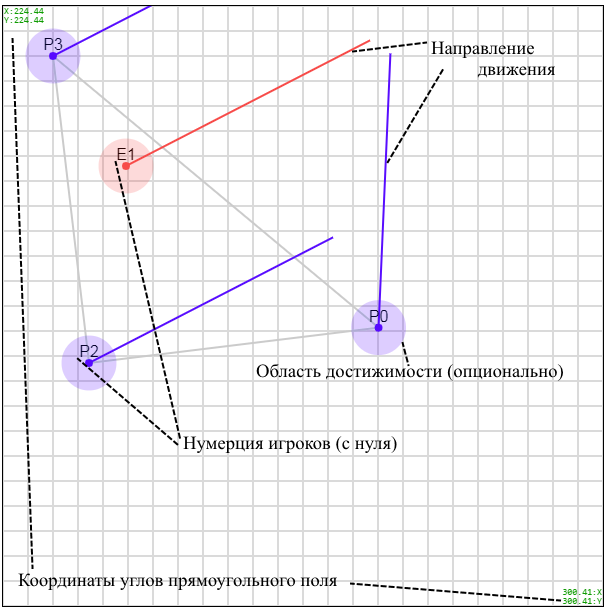 X:224.44
Y:224.44
P3
Направление
движения
E1
P0
P2
Область достижимости (опционально)
Нумерция игроков (с нуля)
Координаты углов прямоугольного поля
300.41:X
300.41:Y